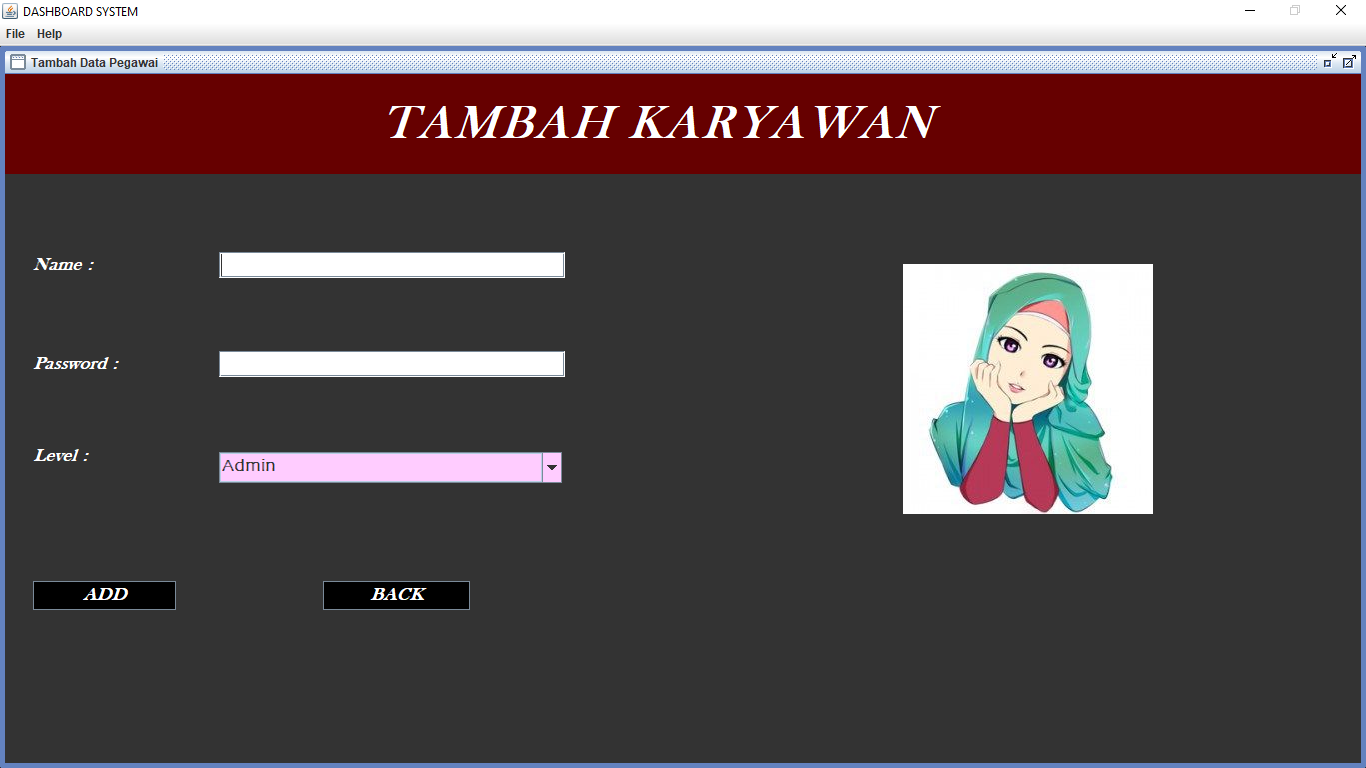 DASHBOARD SYSTEM
File Help
Tambah Data Pegawai
TAMBAH KARYAWAN
Name :
Password :
Level :
Admin
ADD
BACK